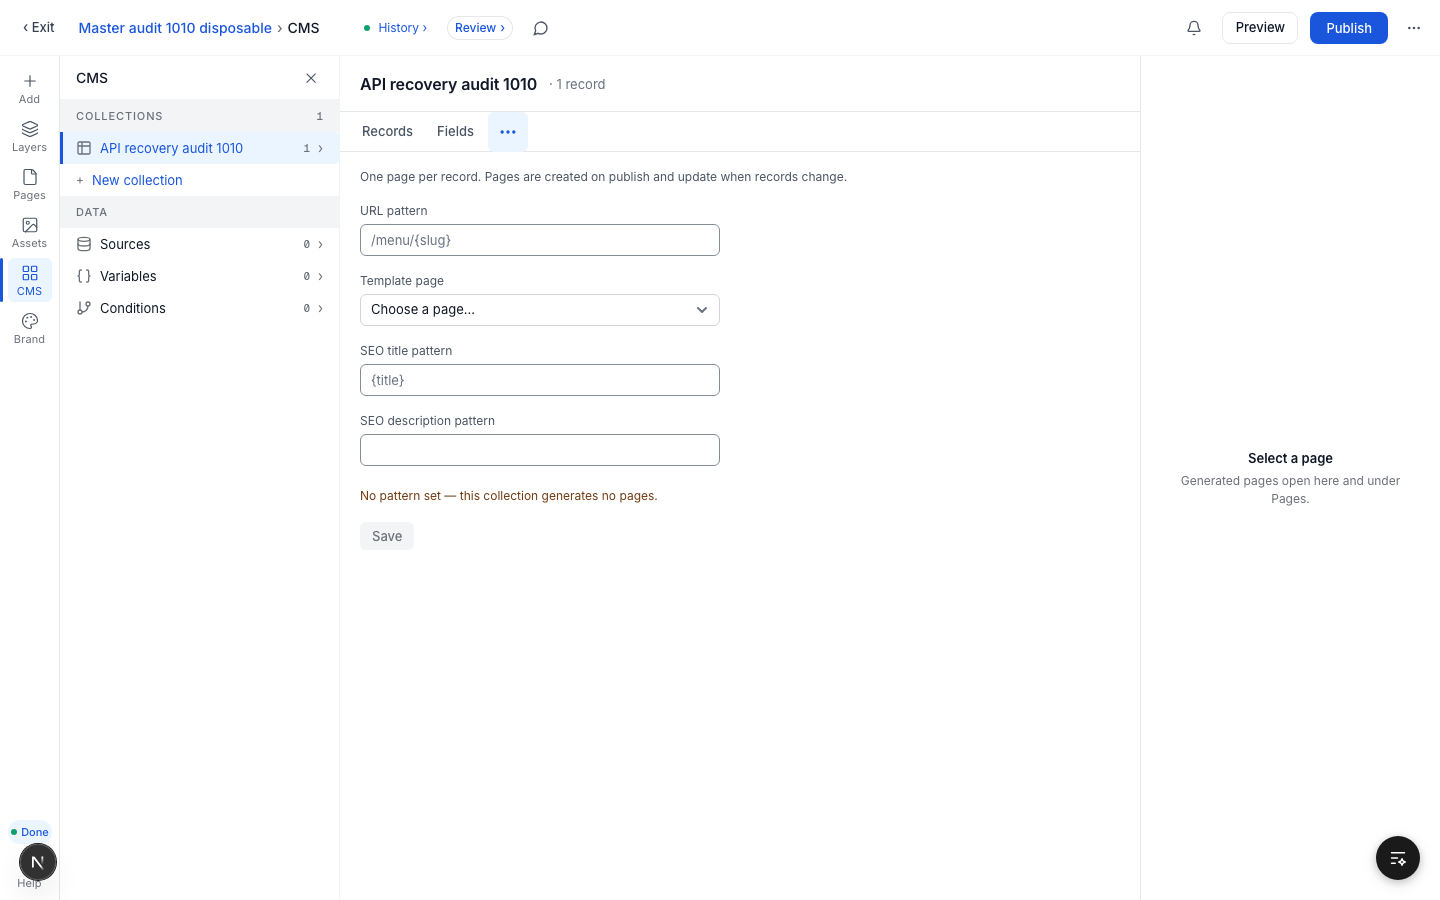 ‹ Exit
Master audit 1010 disposable › CMS
History ›
Review ›
Preview
Publish
Add
Layers
Pages
Assets
CMS
Brand
Done
N
Help
CMS
COLLECTIONS 1
API recovery audit 1010 1 ›
+ New collection
DATA
Sources 0 ›
Variables 0 ›
Conditions 0 ›
API recovery audit 1010 · 1 record
Records Fields
One page per record. Pages are created on publish and update when records change.
URL pattern
/menu/{slug}
Template page
Choose a page...
SEO title pattern
{title}
SEO description pattern
No pattern set — this collection generates no pages.
Save
Select a page
Generated pages open here and under
Pages.